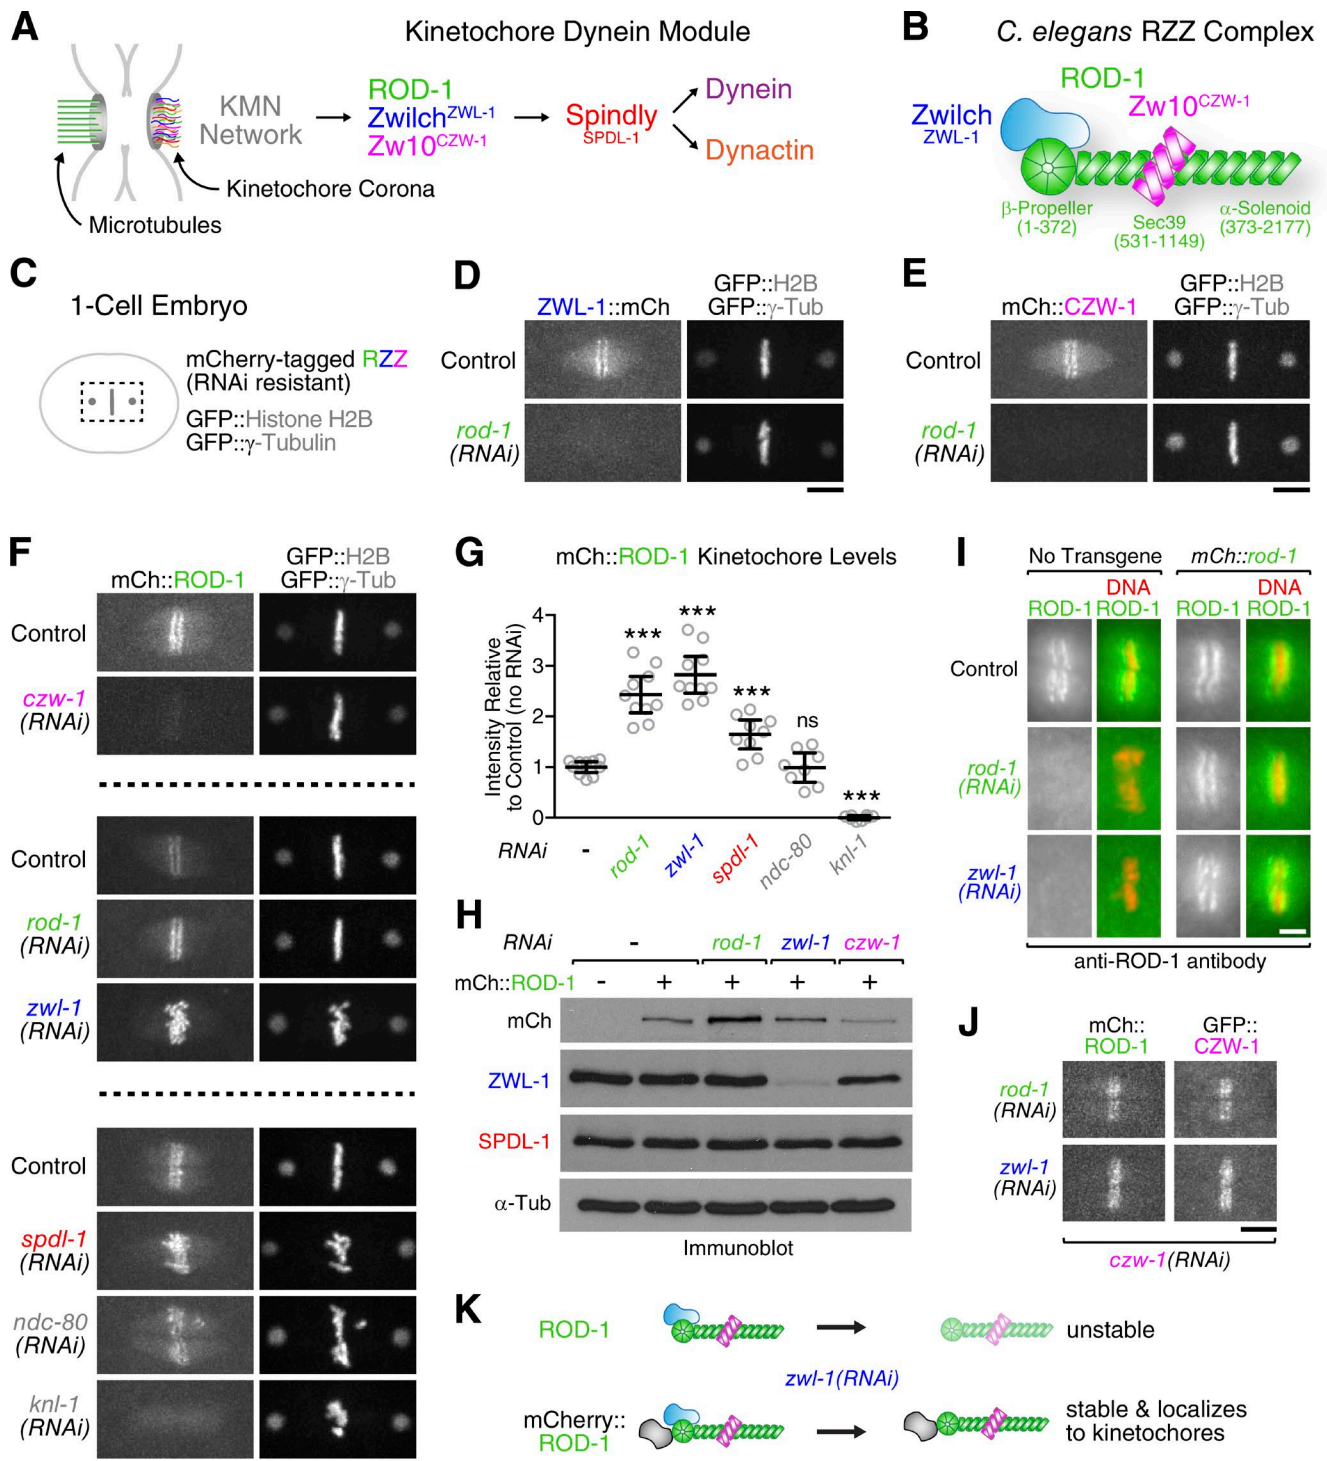 A
Kinetochore Dynein Module
KMN
Network
ROD-1
Zwilch^ZWL-1
Zw10^CZW-1
Spindly
SPDL-1
Dynein
Dynactin
Kinetochore Corona
Microtubules
B
C. elegans RZZ Complex
ROD-1
Zw10^CZW-1
Zwilch
ZWL-1
β-Propeller
(1-372)
Sec39
(531-1149)
α-Solenoid
(373-2177)
C
1-Cell Embryo
mCherry-tagged RZZ
(RNAi resistant)
GFP::Histone H2B
GFP::γ-Tubulin
D
ZWL-1::mCh
GFP::H2B
GFP::γ-Tub
Control
rod-1
(RNAi)
E
mCh::CZW-1
GFP::H2B
GFP::γ-Tub
Control
rod-1
(RNAi)
F
mCh::ROD-1
GFP::H2B
GFP::γ-Tub
Control
czw-1
(RNAi)
Control
rod-1
(RNAi)
zwl-1
(RNAi)
Control
spdl-1
(RNAi)
ndc-80
(RNAi)
knl-1
(RNAi)
G
mCh::ROD-1 Kinetochore Levels
Intensity Relative
to Control (no RNAi)
4
3
2
1
0
***
***
***
ns
***
RNAi
-
rod-1
zwl-1
spdl-1
ndc-80
knl-1
H
RNAi
-
rod-1
zwl-1
czw-1
mCh::ROD-1
- + + + +
mCh
ZWL-1
SPDL-1
α-Tub
Immunoblot
I
No Transgene
mCh::rod-1
DNA
DNA
ROD-1 ROD-1 ROD-1 ROD-1
Control
rod-1
(RNAi)
zwl-1
(RNAi)
anti-ROD-1 antibody
J
mCh::
ROD-1
GFP::
CZW-1
rod-1
(RNAi)
zwl-1
(RNAi)
czw-1(RNAi)
K
ROD-1
unstable
zwl-1(RNAi)
mCherry::
ROD-1
stable & localizes
to kinetochores